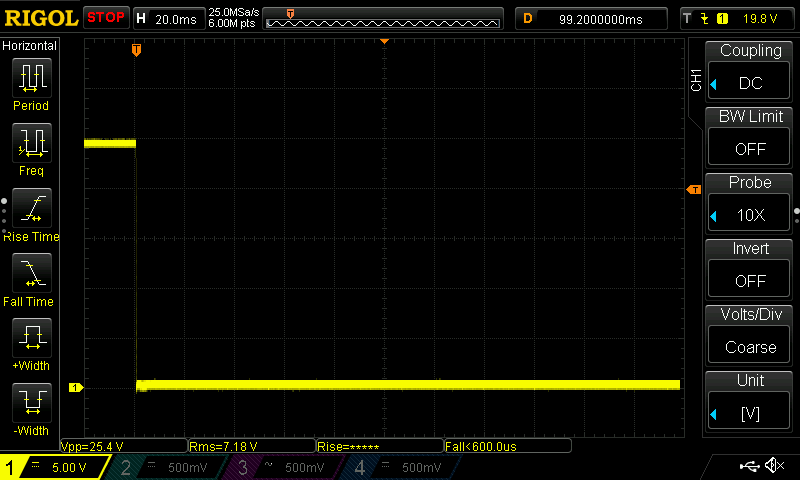 RIGOL STOP H 20.0ms 25.0MSa/s 6.00M pts T D 99.2000000ms T 1 19.8 V
Horizontal
Period
Freq
Rise Time
Fall Time
+Width
-Width
T
T
1
CH1
Coupling
DC
BW Limit
OFF
Probe
10X
Invert
OFF
Volts/Div
Coarse
Unit
[V]
Vpp=25.4 V Rms=7.18 V Rise=***** Fall<600.0us
1 5.00 V 2 500mV 3 500mV 4 500mV